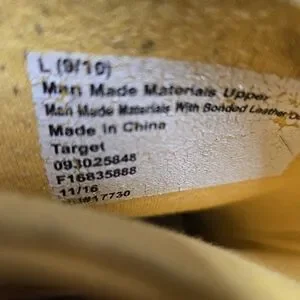 L (9/10)
Man Made Materials Upper
Man Made Materials With Bonded Leather
Made in China
Target
093025848
F16835888
11/16
#17730